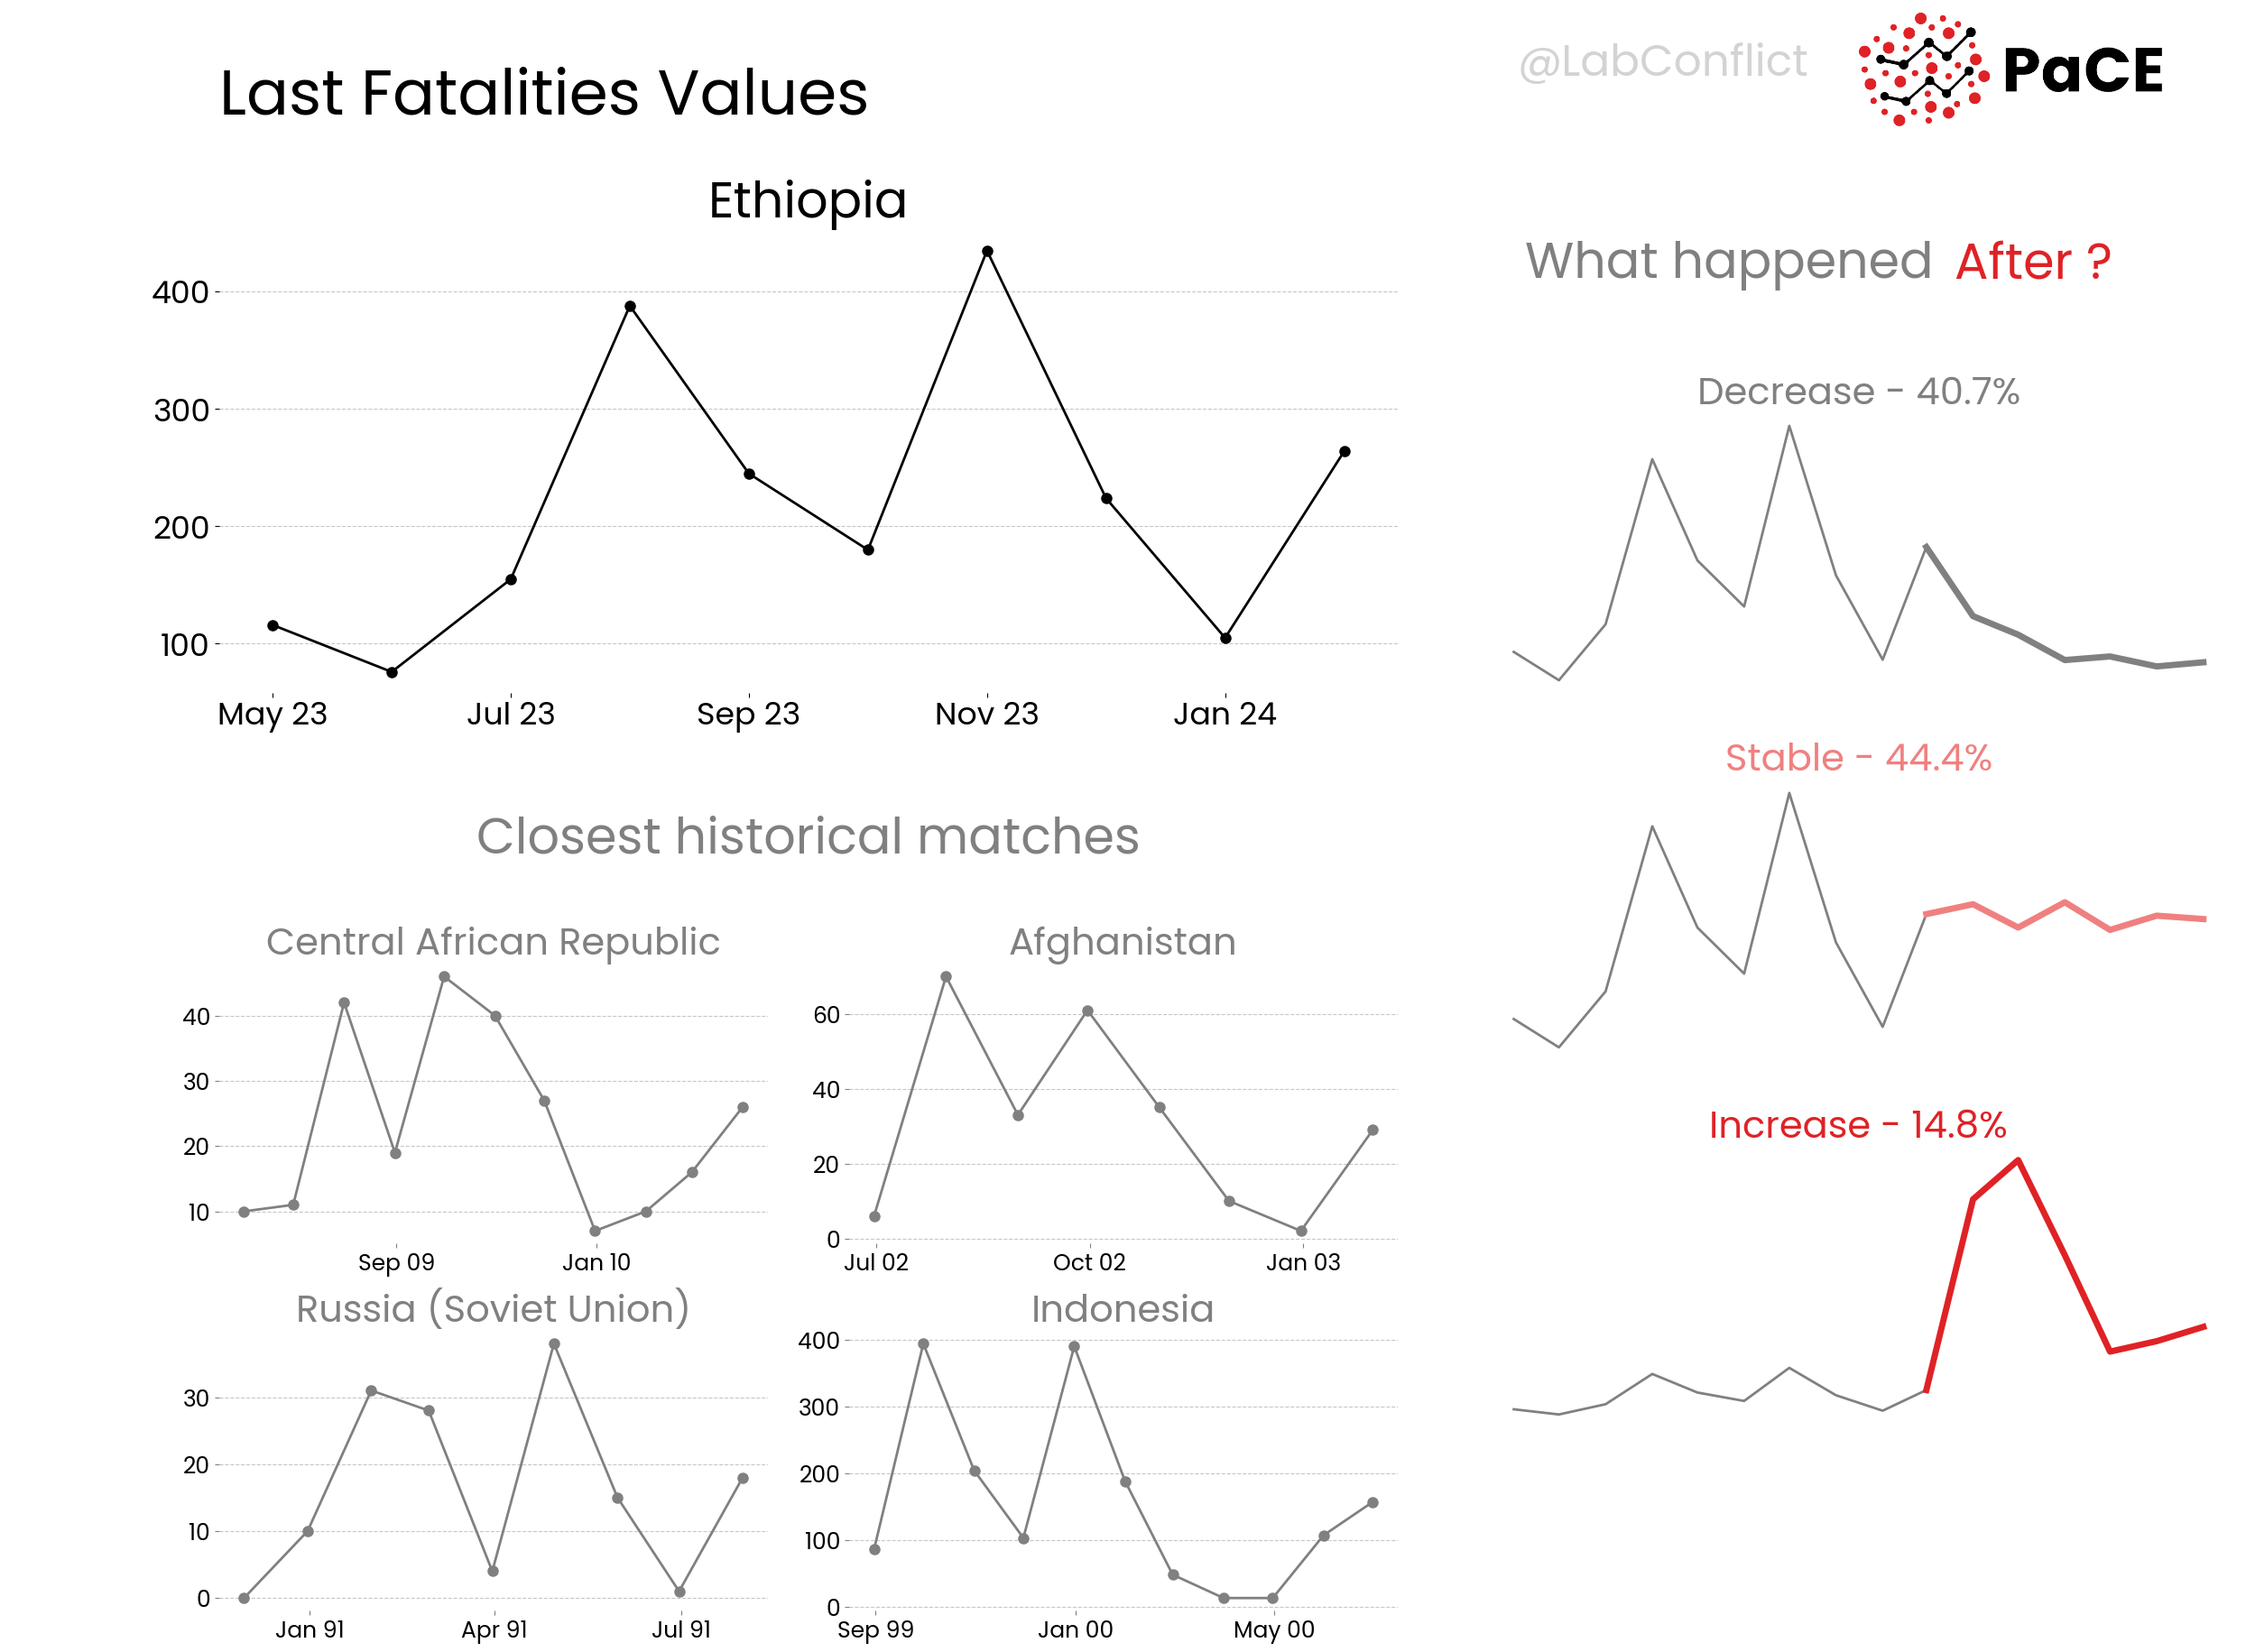 @LabConflict
PaCE
Last Fatalities Values
Ethiopia
400
300
200
100
May 23 Jul 23 Sep 23 Nov 23 Jan 24
Closest historical matches
Central African Republic
40
30
20
10
Sep 09 Jan 10
Afghanistan
60
40
20
0
Jul 02 Oct 02 Jan 03
Russia (Soviet Union)
30
20
10
0
Jan 91 Apr 91 Jul 91
Indonesia
400
300
200
100
0
Sep 99 Jan 00 May 00
What happened After ?
Decrease - 40.7%
Stable - 44.4%
Increase - 14.8%